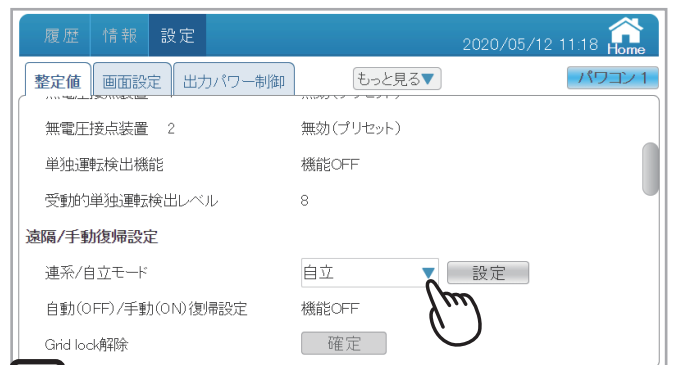 履歴 情報 設定
2020/05/12 11:18 Home
整定値 画面設定 出力パワー制御 もっと見る▼ パワコン 1
無電圧接点装置 2 無効(プリセット)
単独運転検出機能 機能OFF
受動的単独運転検出レベル 8
遠隔/手動復帰設定
連系/自立モード 自立 ▼ 設定
自動(OFF)/手動(ON)復帰設定 機能OFF
Grid lock解除 確定